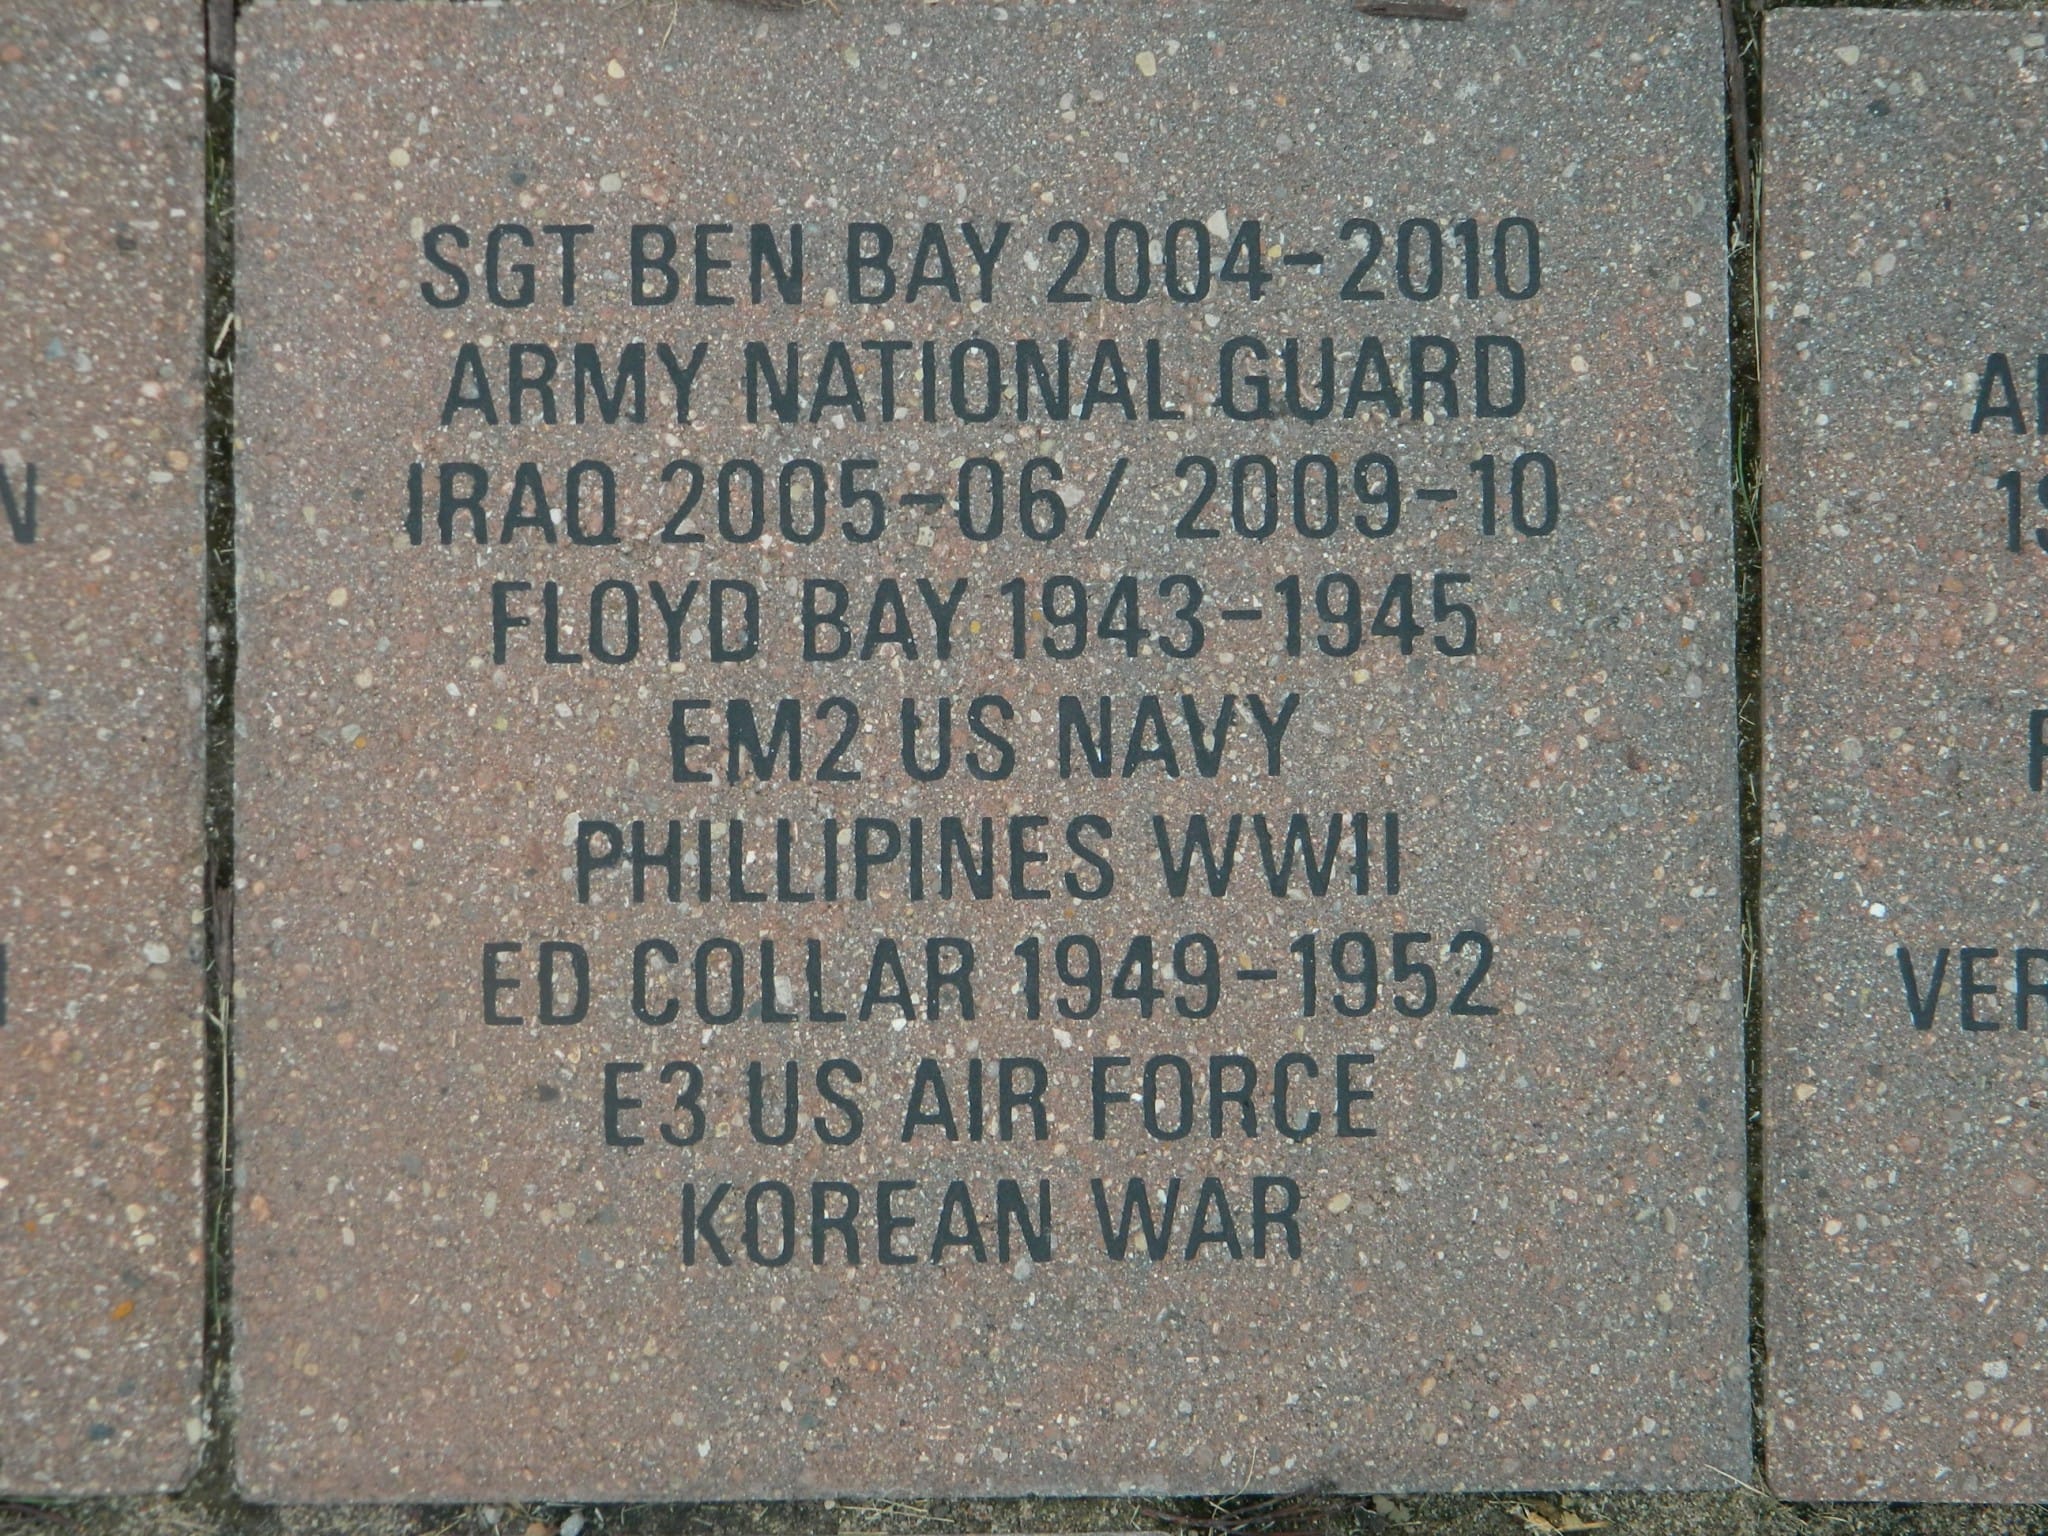 SGT BEN BAY 2004-2010
ARMY NATIONAL GUARD
IRAQ 2005-06/ 2009-10
FLOYD BAY 1943-1945
EM2 US NAVY
PHILLIPINES WWII
ED COLLAR 1949-1952
E3 US AIR FORCE
KOREAN WAR